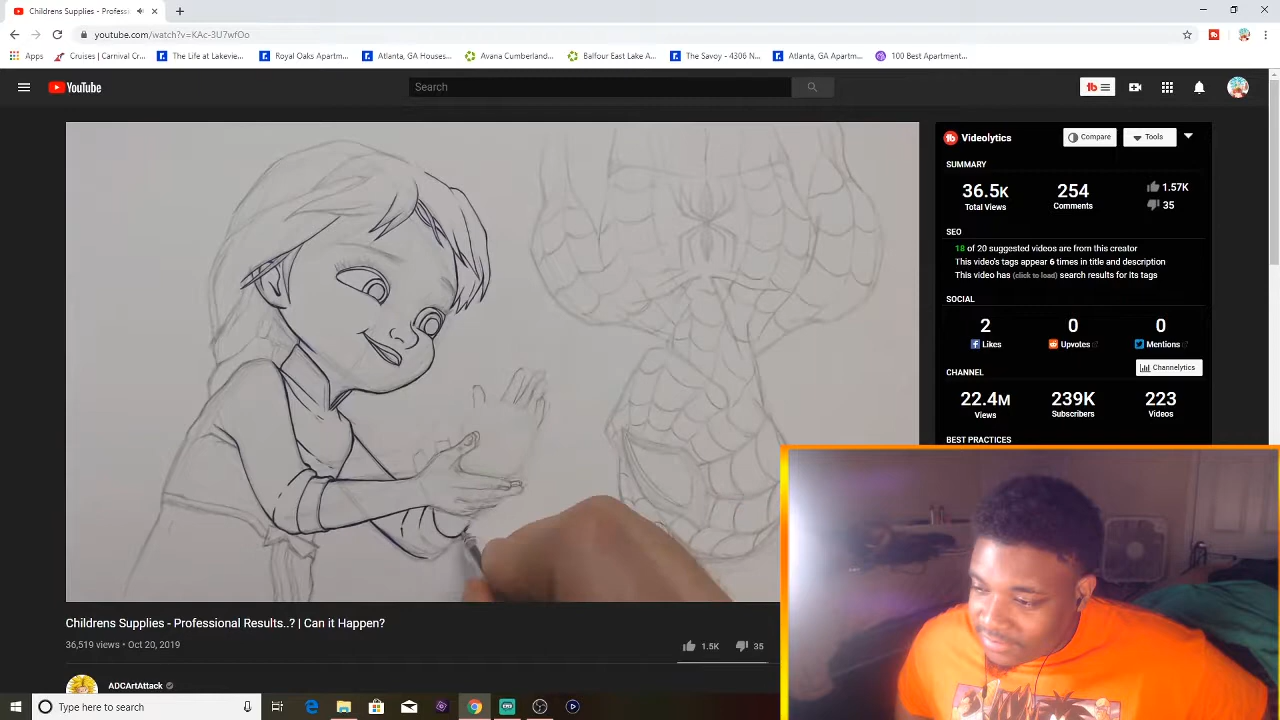 Childrens Supplies - Profess
youtube.com/watch?v=KAc-3U7wfOo
Apps
Cruises | Carnival Cr...
The Life at Lakevie...
Royal Oaks Apartm...
Atlanta, GA Houses...
Avana Cumberland...
Balfour East Lake A...
The Savoy - 4306 N...
Atlanta, GA Apartm...
100 Best Apartment...
YouTube
Search
Videolytics
Compare
Tools
SUMMARY
36.5K
254
1.57K
Total Views
Comments
35
SEO
18 of 20 suggested videos are from this creator
This video's tags appear 6 times in title and description
This video has (click to load) search results for its tags
SOCIAL
2
0
0
Likes
Upvotes
Mentions
CHANNEL
Channelytics
22.4M
239K
223
Views
Subscribers
Videos
BEST PRACTICES
Childrens Supplies - Professional Results..? | Can it Happen?
36,519 views • Oct 20, 2019
1.5K
35
ADCArtAttack
Type here to search